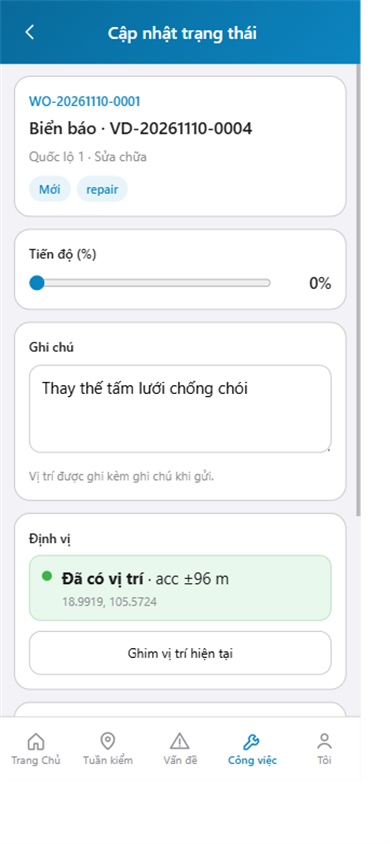 Cập nhật trạng thái
WO-20261110-0001
Biển báo · VD-20261110-0004
Quốc lộ 1 · Sửa chữa
Mới repair
Tiến độ (%)
0%
Ghi chú
Thay thế tấm lưới chống chói
Vị trí được ghi kèm ghi chú khi gửi.
Định vị
Đã có vị trí · acc ±96 m
18.9919, 105.5724
Ghim vị trí hiện tại
Trang Chủ Tuần kiểm Vấn đề Công việc Tôi